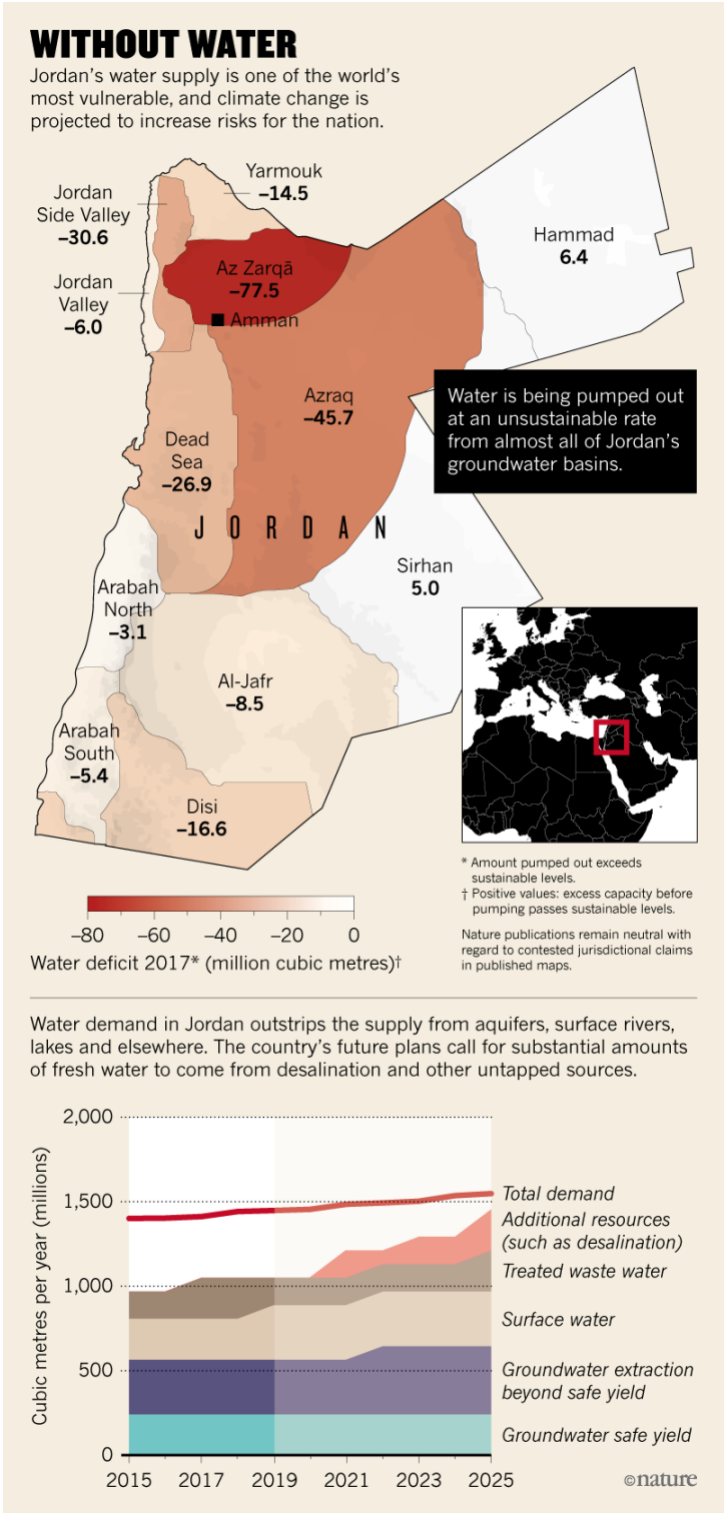 WITHOUT WATER
Jordan’s water supply is one of the world’s
most vulnerable, and climate change is
projected to increase risks for the nation.
Yarmouk
–14.5
Jordan
Side Valley
–30.6
Hammad
6.4
Az Zarqā
–77.5
Jordan
Valley
–6.0
Amman
Azraq
–45.7
Water is being pumped out
at an unsustainable rate
from almost all of Jordan’s
groundwater basins.
Dead
Sea
–26.9
JORDAN
Sirhan
5.0
Arabah
North
–3.1
Al-Jafr
–8.5
Arabah
South
–5.4
Disi
–16.6
* Amount pumped out exceeds
sustainable levels.
† Positive values: excess capacity before
pumping passes sustainable levels.
Nature publications remain neutral with
regard to contested jurisdictional claims
in published maps.
–80 –60 –40 –20 0
Water deficit 2017* (million cubic metres)†
Water demand in Jordan outstrips the supply from aquifers, surface rivers,
lakes and elsewhere. The country’s future plans call for substantial amounts
of fresh water to come from desalination and other untapped sources.
Cubic metres per year (millions)
2,000
1,500
1,000
500
0
Total demand
Additional resources
(such as desalination)
Treated waste water
Surface water
Groundwater extraction
beyond safe yield
Groundwater safe yield
2015 2017 2019 2021 2023 2025
©nature